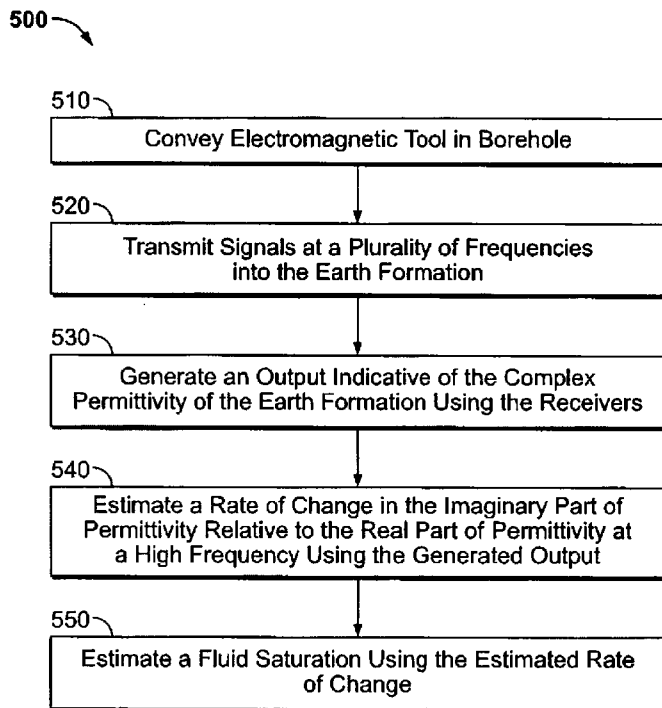 500
510
Convey Electromagnetic Tool in Borehole
520
Transmit Signals at a Plurality of Frequencies
into the Earth Formation
530
Generate an Output Indicative of the Complex
Permittivity of the Earth Formation Using the Receivers
540
Estimate a Rate of Change in the Imaginary Part of
Permittivity Relative to the Real Part of Permittivity at
a High Frequency Using the Generated Output
550
Estimate a Fluid Saturation Using the Estimated Rate
of Change